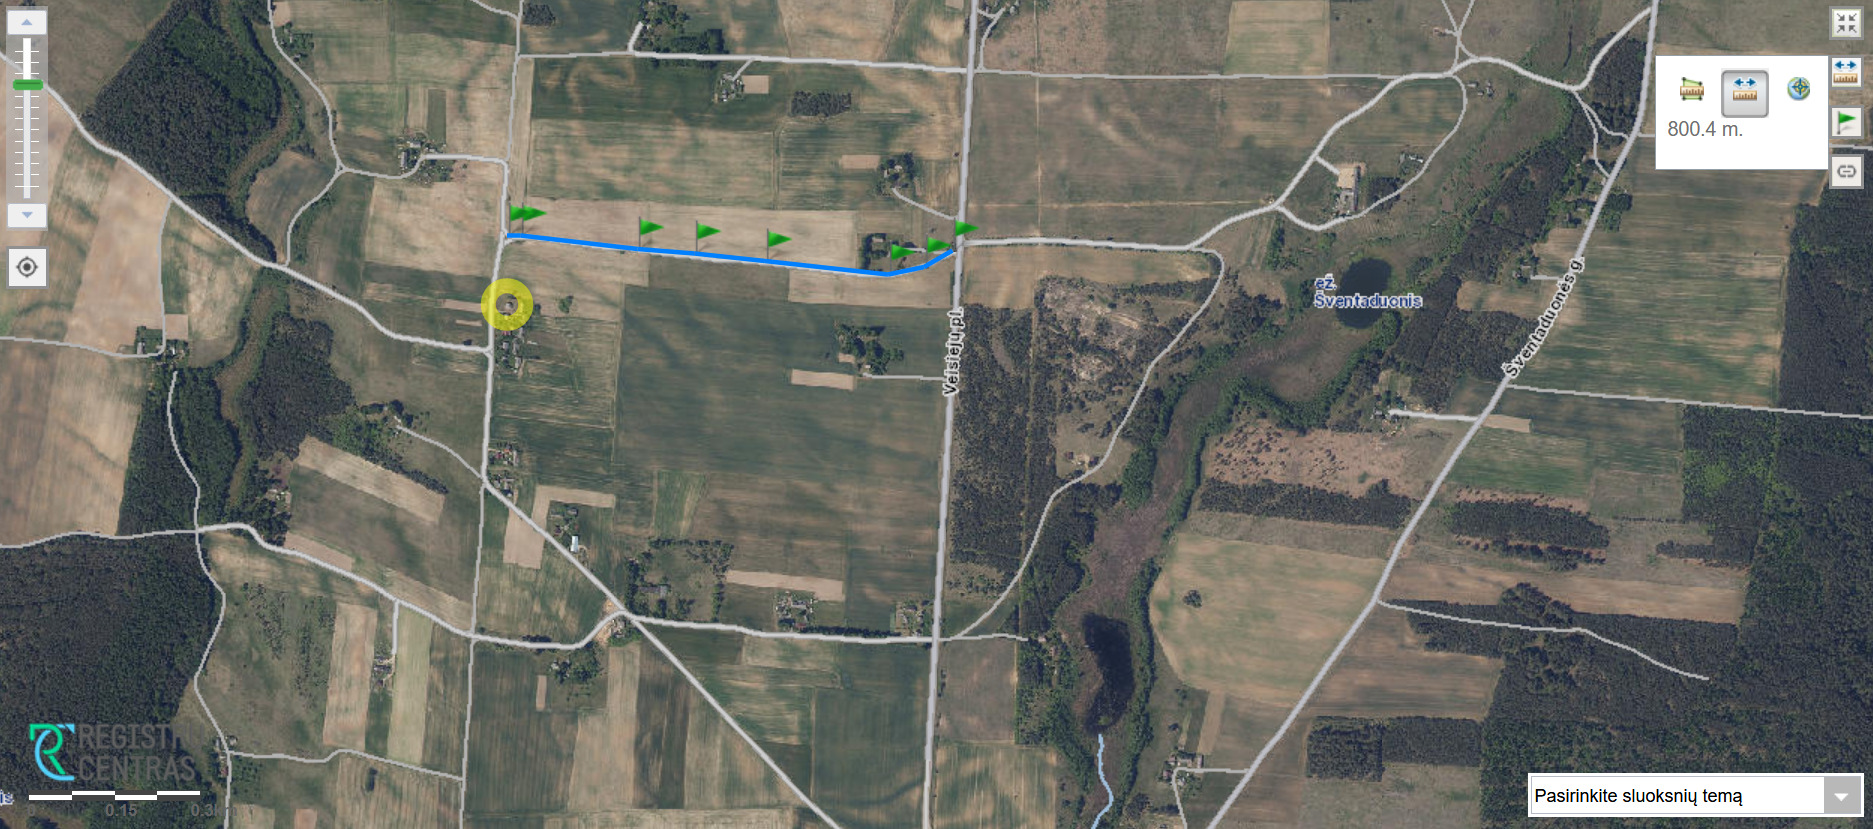 800.4 m.
ež.
Šventaduonis
Veisiejų pl.
Šventaduonės g.
REGISTRŲ
CENTRAS
0.15
Pasirinkite sluoksnių temą